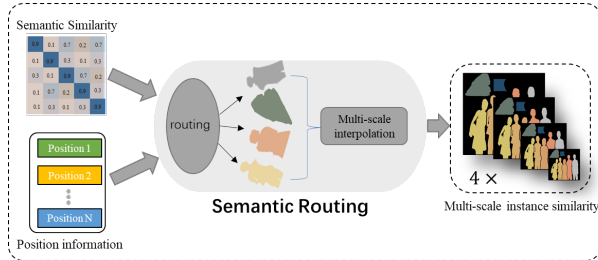 Semantic Similarity
0.9 0.1 0.7 0.2 0.7
0.1 0.9 0.1 0.3 0.1
0.3 0.1 0.9 0.7 0.2
0.1 0.7 0.2 0.9 0.3
0.1 0.3 0.1 0.3 0.9
Position 1
Position 2
Position N
Position information
routing
Multi-scale
interpolation
Semantic Routing
4 ×
Multi-scale instance similarity